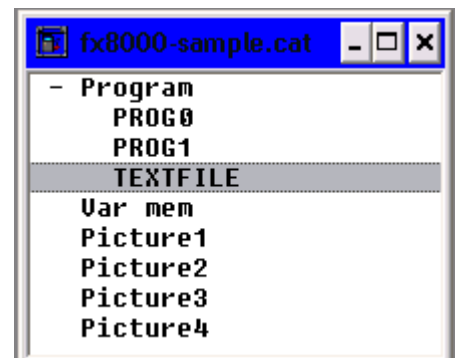 fx8000-sample.cat
- Program
PROG0
PROG1
TEXTFILE
Var mem
Picture1
Picture2
Picture3
Picture4